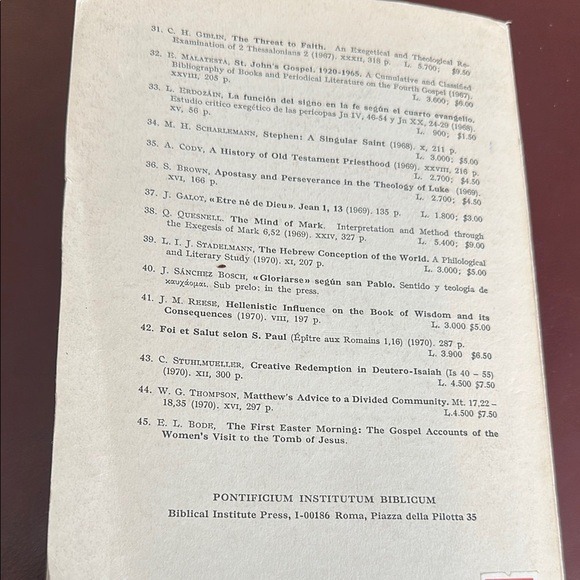 31. C. H. GIBLIN, The Threat to Faith. An Exegetical and Theological Re-
Examination of 2 Thessalonians 2 (1967). XXXII, 318 p. L. 5.700; $9.50
32. E. MALATESTA, St. John's Gospel. 1920-1965. A Cumulative and Classified
Bibliography of Books and Periodical Literature on the Fourth Gospel (1967).
XXVIII, 205 p. L. 3.600; $6.00
33. L. ERDOZÁIN, La función del signo en la fe según el cuarto evangelio.
Estudio crítico exegético de las perícopas Jn IV, 46-54 y Jn XX, 24-29 (1968).
XV, 56 p. L. 900; $1.50
34. M. H. SCHARLEMANN, Stephen: A Singular Saint (1968). X, 211 p.
L. 3.000; $5.00
35. A. CODY, A History of Old Testament Priesthood (1969). XXVIII, 216 p.
L. 2.700; $4.50
36. S. BROWN, Apostasy and Perseverance in the Theology of Luke (1969).
XVI, 166 p. L. 2.700; $4.50
37. J. GALOT, «Etre né de Dieu». Jean 1, 13 (1969). 135 p. L. 1.800; $3.00
38. Q. QUESNELL. The Mind of Mark. Interpretation and Method through
the Exegesis of Mark 6,52 (1969). XXIV, 327 p. L. 5.400; $9.00
39. L. I. J. STADELMANN, The Hebrew Conception of the World. A Philological
and Literary Study (1970). XI, 207 p. L. 3.000; $5.00
40. J. SÁNCHEZ BOSCH, «Gloriarse» según san Pablo. Sentido y teología de
καυχάομαι. Sub prelo: in the press.
41. J. M. REESE, Hellenistic Influence on the Book of Wisdom and its
Consequences (1970). VIII, 197 p. L. 3.000 $5.00
42. Foi et Salut selon S. Paul (Épître aux Romains 1,16) (1970). 287 p.
L. 3.900 $6.50
43. C. STUHLMUELLER, Creative Redemption in Deutero-Isaiah (Is 40 – 55)
(1970). XII, 300 p. L. 4.500 $7.50
44. W. G. THOMPSON, Matthew's Advice to a Divided Community. Mt. 17,22 –
18,35 (1970). XVI, 297 p. L.4.500 $7.50
45. E. L. BODE, The First Easter Morning: The Gospel Accounts of the
Women's Visit to the Tomb of Jesus.
PONTIFICIUM INSTITUTUM BIBLICUM
Biblical Institute Press, 1-00186 Roma, Piazza della Pilotta 35